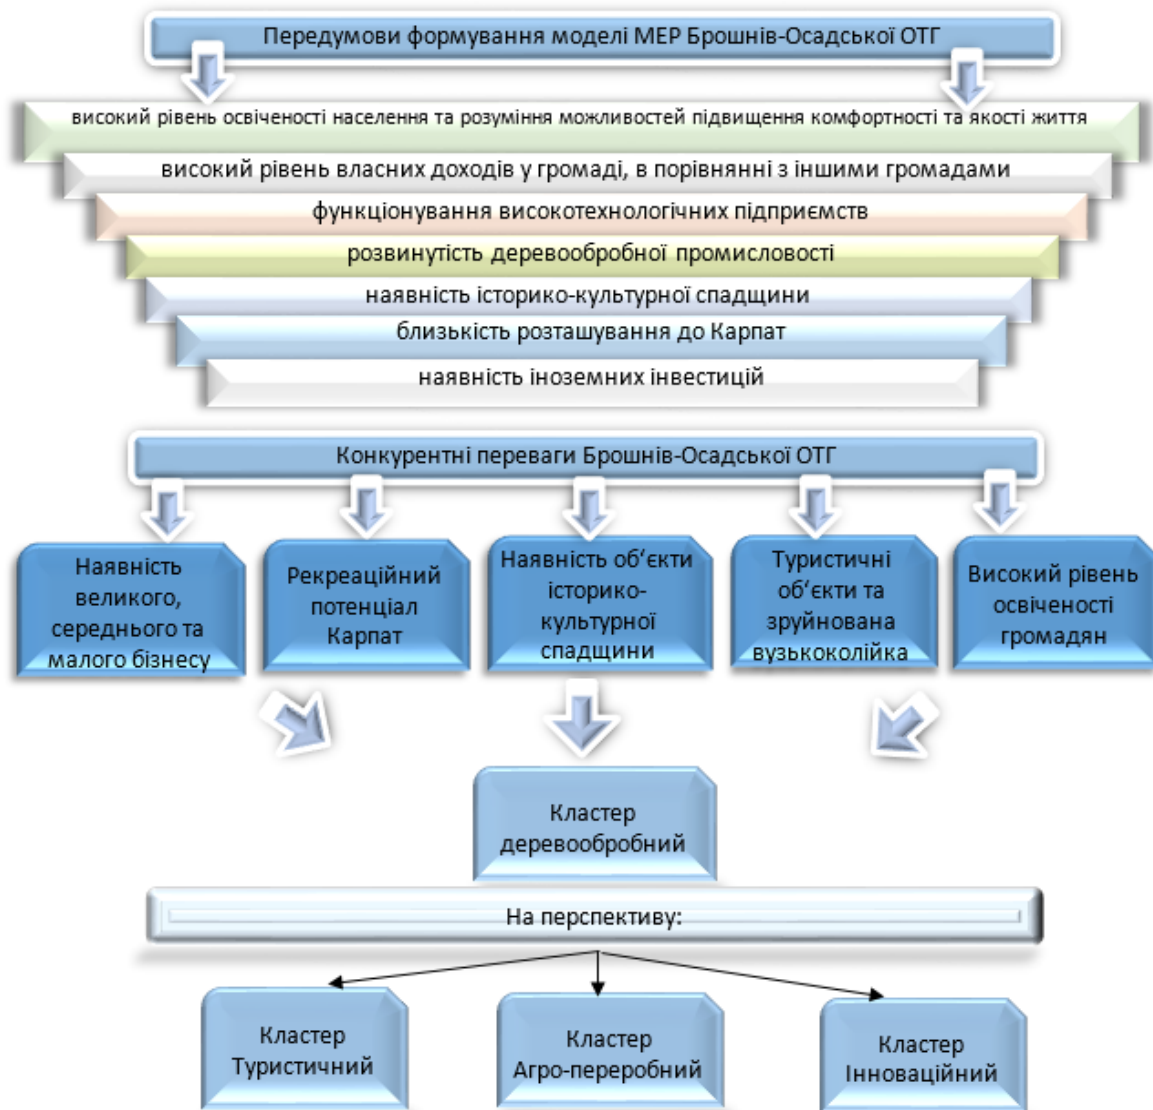 Передумови формування моделі МЕР Брошнів-Осадської ОТГ
високий рівень освіченості населення та розуміння можливостей підвищення комфортності та якості життя
високий рівень власних доходів у громаді, в порівнянні з іншими громадами
функціонування високотехнологічних підприємств
розвинутість деревообробної промисловості
наявність історико-культурної спадщини
близькість розташування до Карпат
наявність іноземних інвестицій
Конкурентні переваги Брошнів-Осадської ОТГ
Наявність
великого,
середнього та
малого бізнесу
Рекреаційний
потенціал
Карпат
Наявність об‘єкти
історико-
культурної
спадщини
Туристичні
об‘єкти та
зруйнована
вузькоколійка
Високий рівень
освіченості
громадян
Кластер
деревообробний
На перспективу:
Кластер
Туристичний
Кластер
Агро-переробний
Кластер
Інноваційний